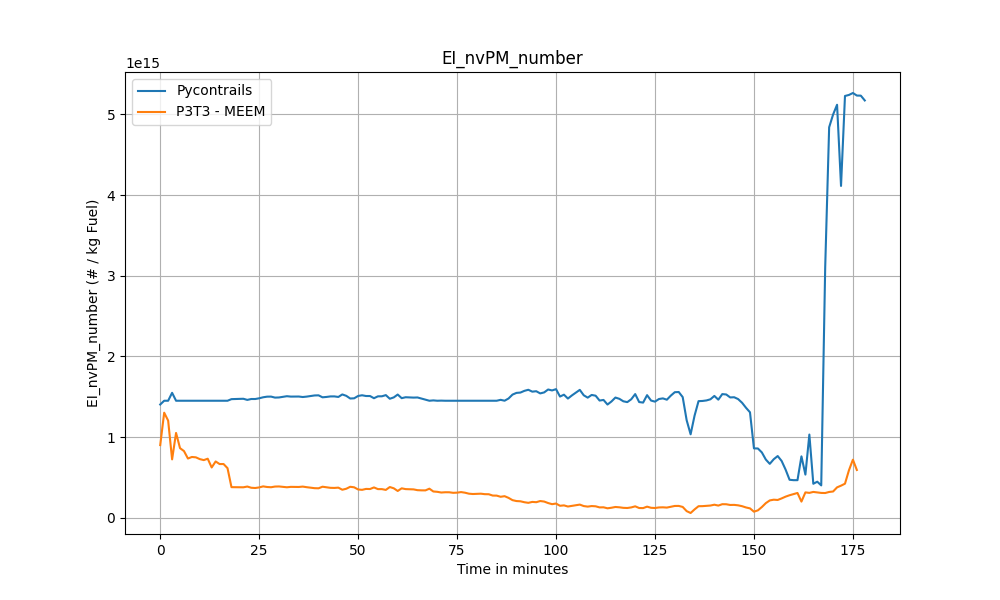 EI_nvPM_number
1e15
Pycontrails
P3T3 - MEEM
5
4
3
2
1
0
EI_nvPM_number (# / kg Fuel)
0 25 50 75 100 125 150 175
Time in minutes